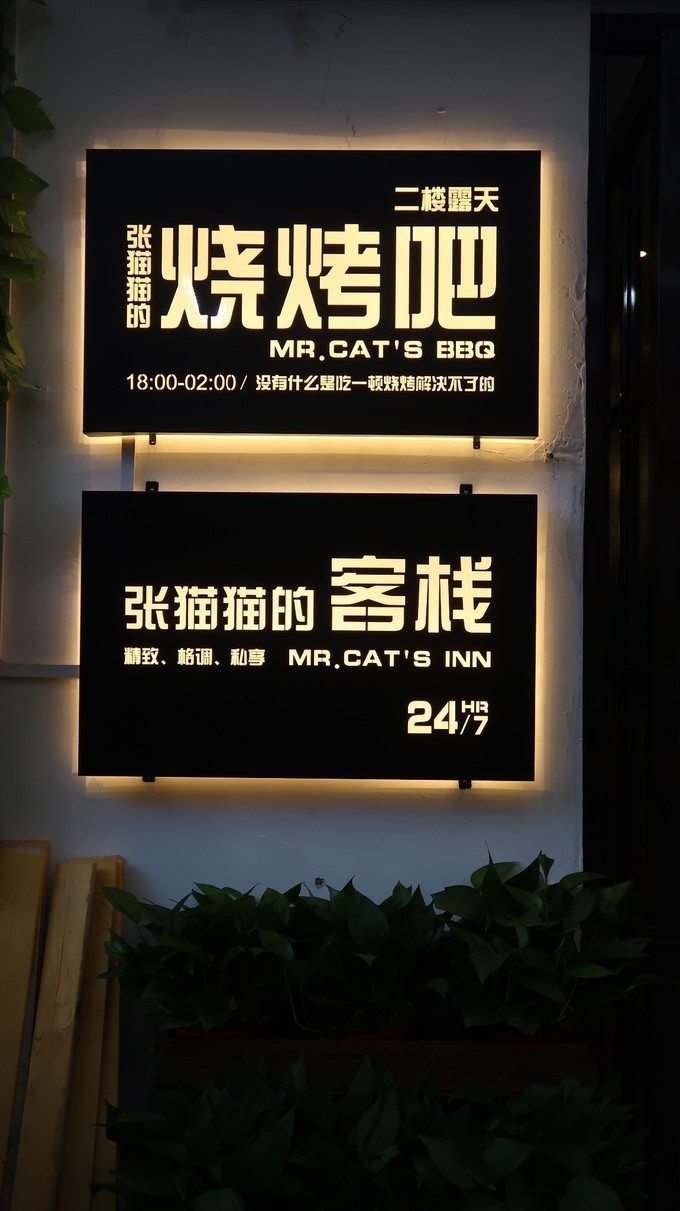 二楼露天
张猫猫的
烧烤吧
MR.CAT'S BBQ
18:00-02:00 / 没有什么是吃一顿烧烤解决不了的
张猫猫的 客栈
精致、格调、私享 MR.CAT'S INN
24HR/7